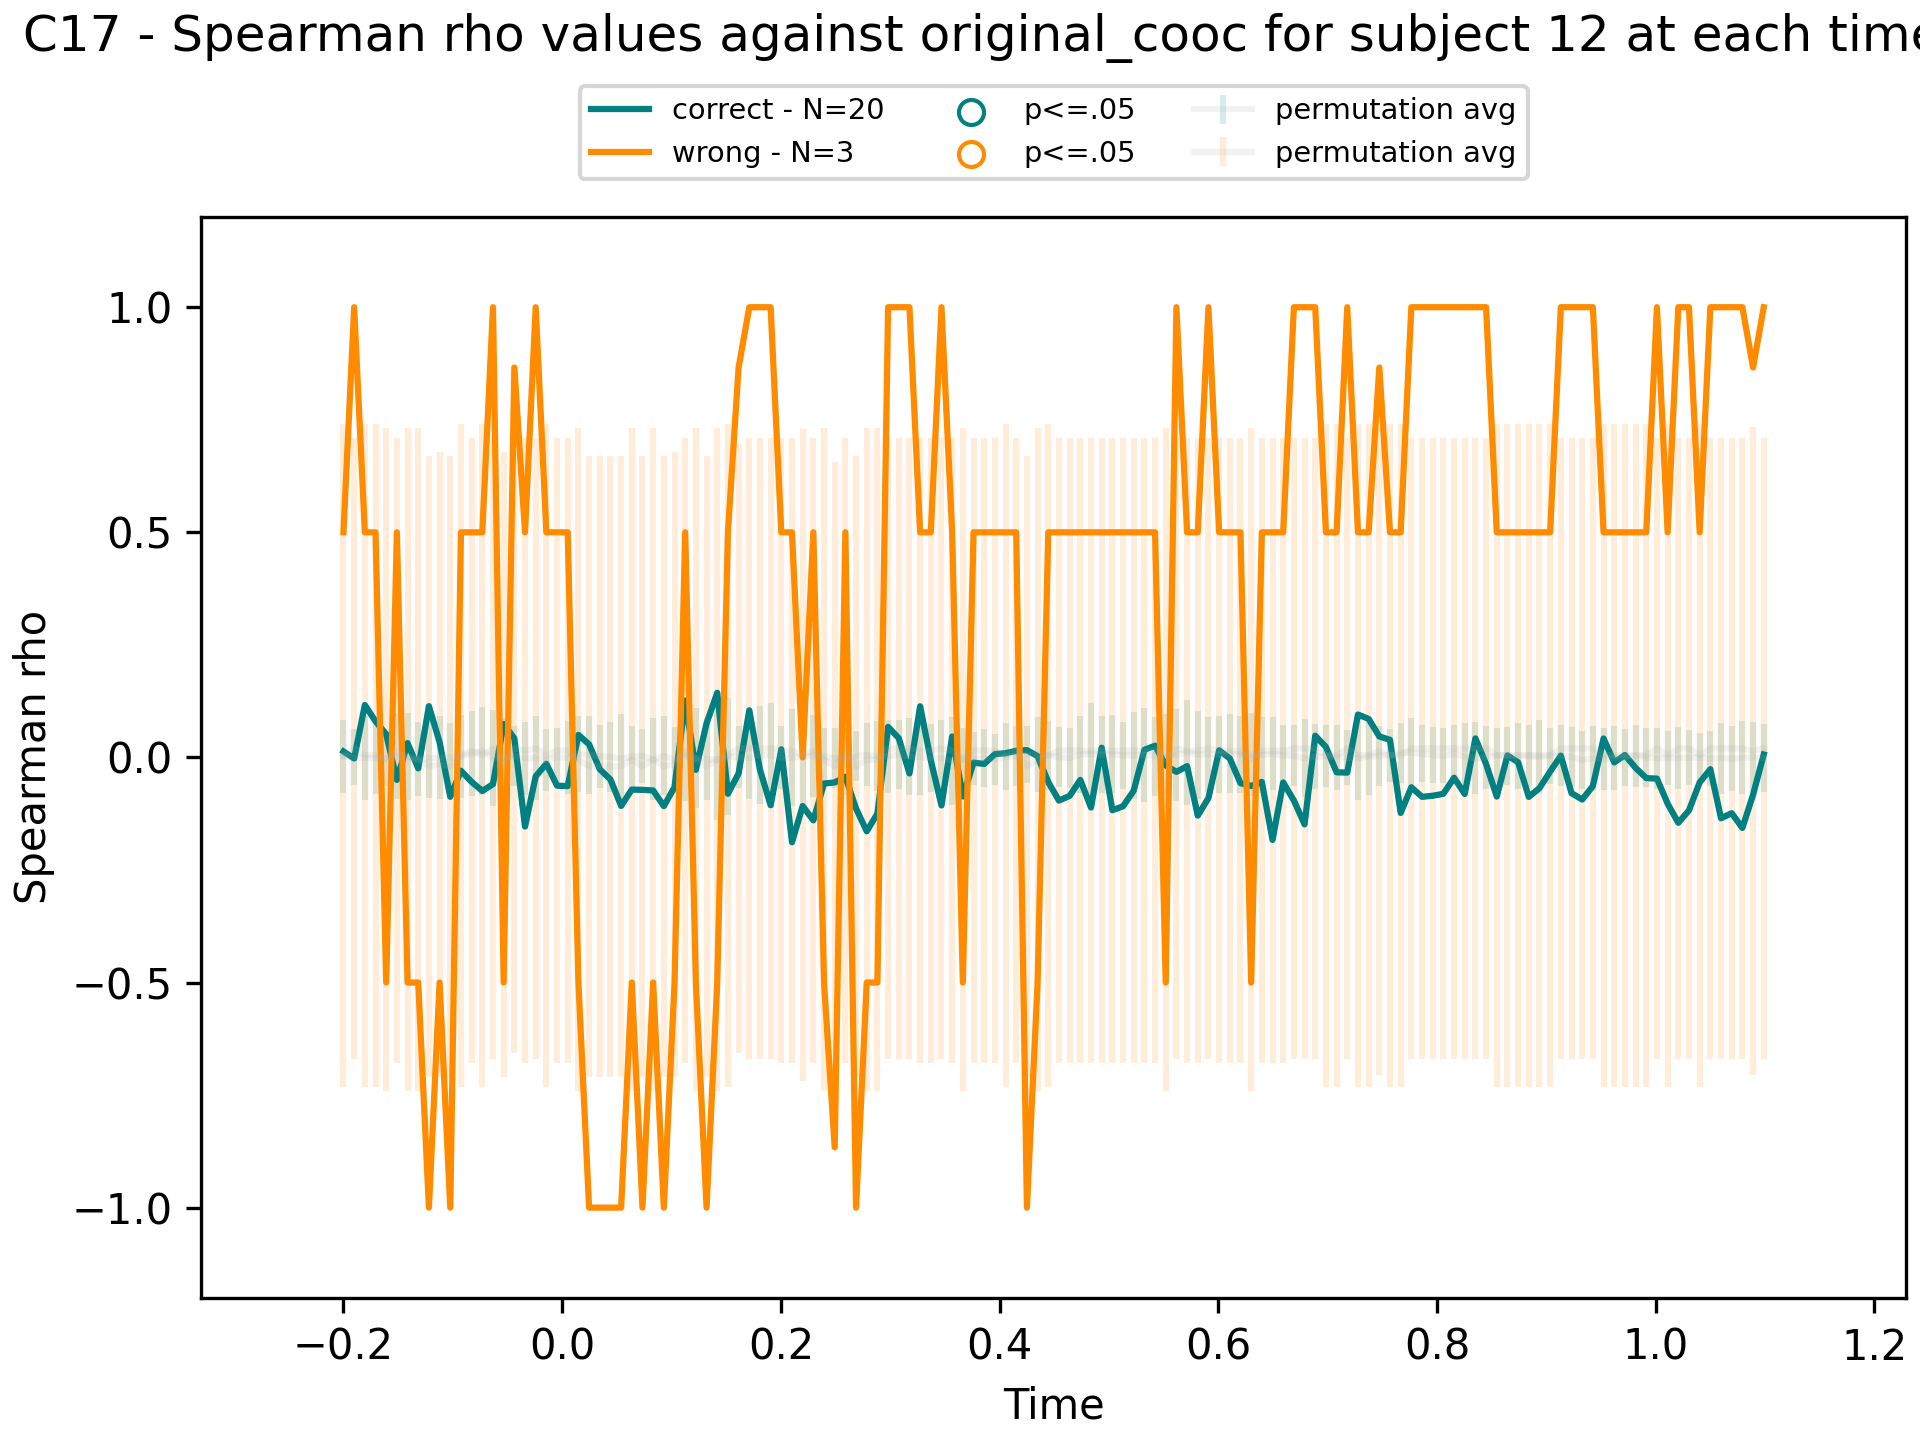 C17 - Spearman rho values against original_cooc for subject 12 at each time
correct - N=20 p<=.05 permutation avg
wrong - N=3 p<=.05 permutation avg
1.0
0.5
0.0
−0.5
−1.0
Spearman rho
−0.2 0.0 0.2 0.4 0.6 0.8 1.0 1.2
Time